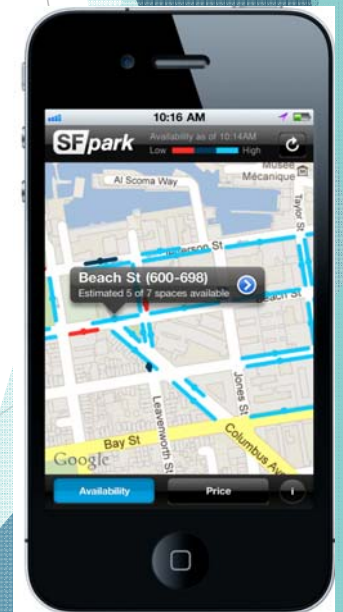 10:16 AM
SFpark
Availability as of 10:14AM
Low High
Musée
Mécanique
Al Scoma Way
Taylor St
Jefferson St
Beach St (600-698)
Estimated 5 of 7 spaces available
Beach St
Jones St
Leavenworth St
Columbus Ave
Bay St
Google
Availability
Price
i